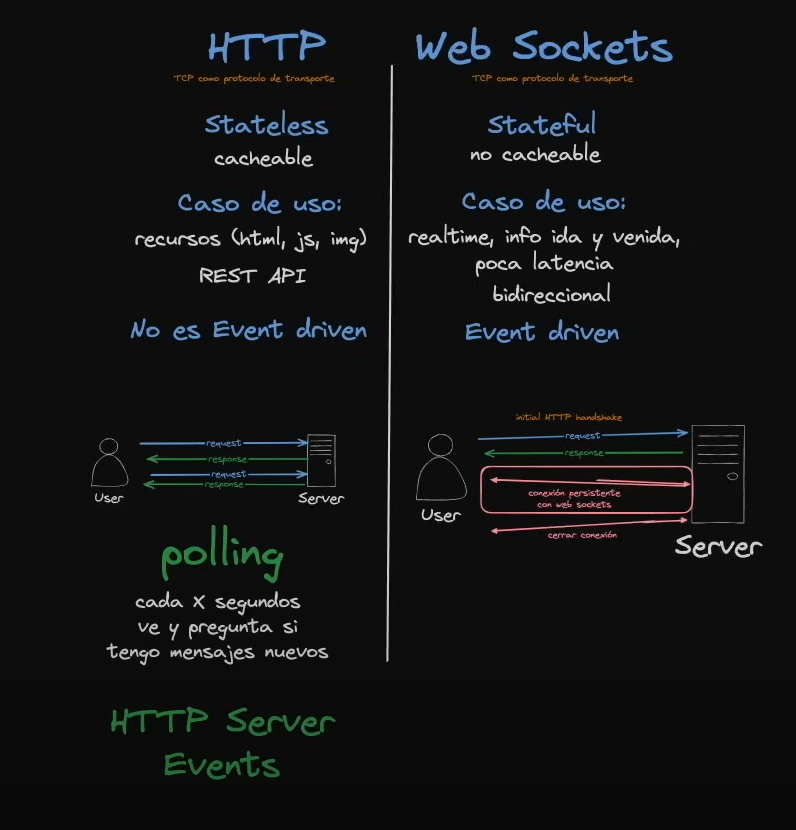 HTTP
TCP como protocolo de transporte
Stateless
cacheable
Caso de uso:
recursos (html, js, img)
REST API
No es Event driven
request
response
request
response
User
Server
polling
cada X segundos
ve y pregunta si
tengo mensajes nuevos
HTTP Server
Events
Web Sockets
TCP como protocolo de transporte
Stateful
no cacheable
Caso de uso:
realtime, info ida y venida,
poca latencia
bidireccional
Event driven
initial HTTP handshake
request
response
conexión persistente
con web sockets
cerrar conexión
User
Server